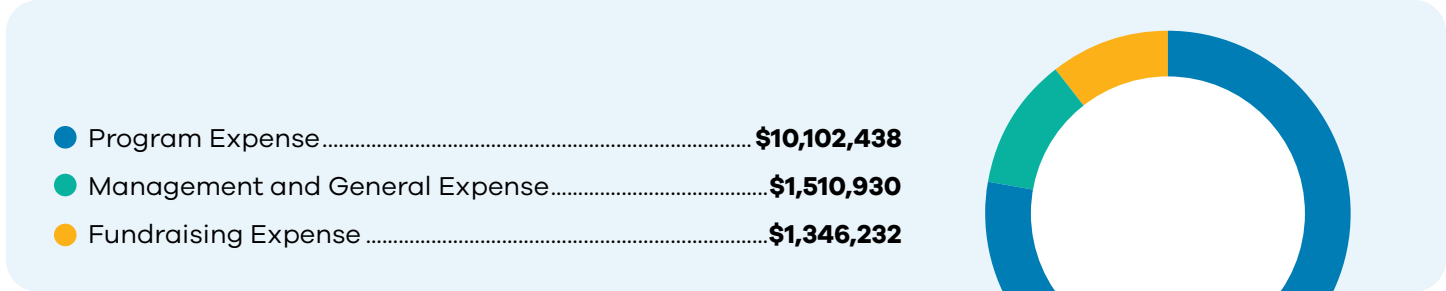 Program Expense........................................................................................... $10,102,438
Management and General Expense..............................................$1,510,930
Fundraising Expense .....................................................................................$1,346,232